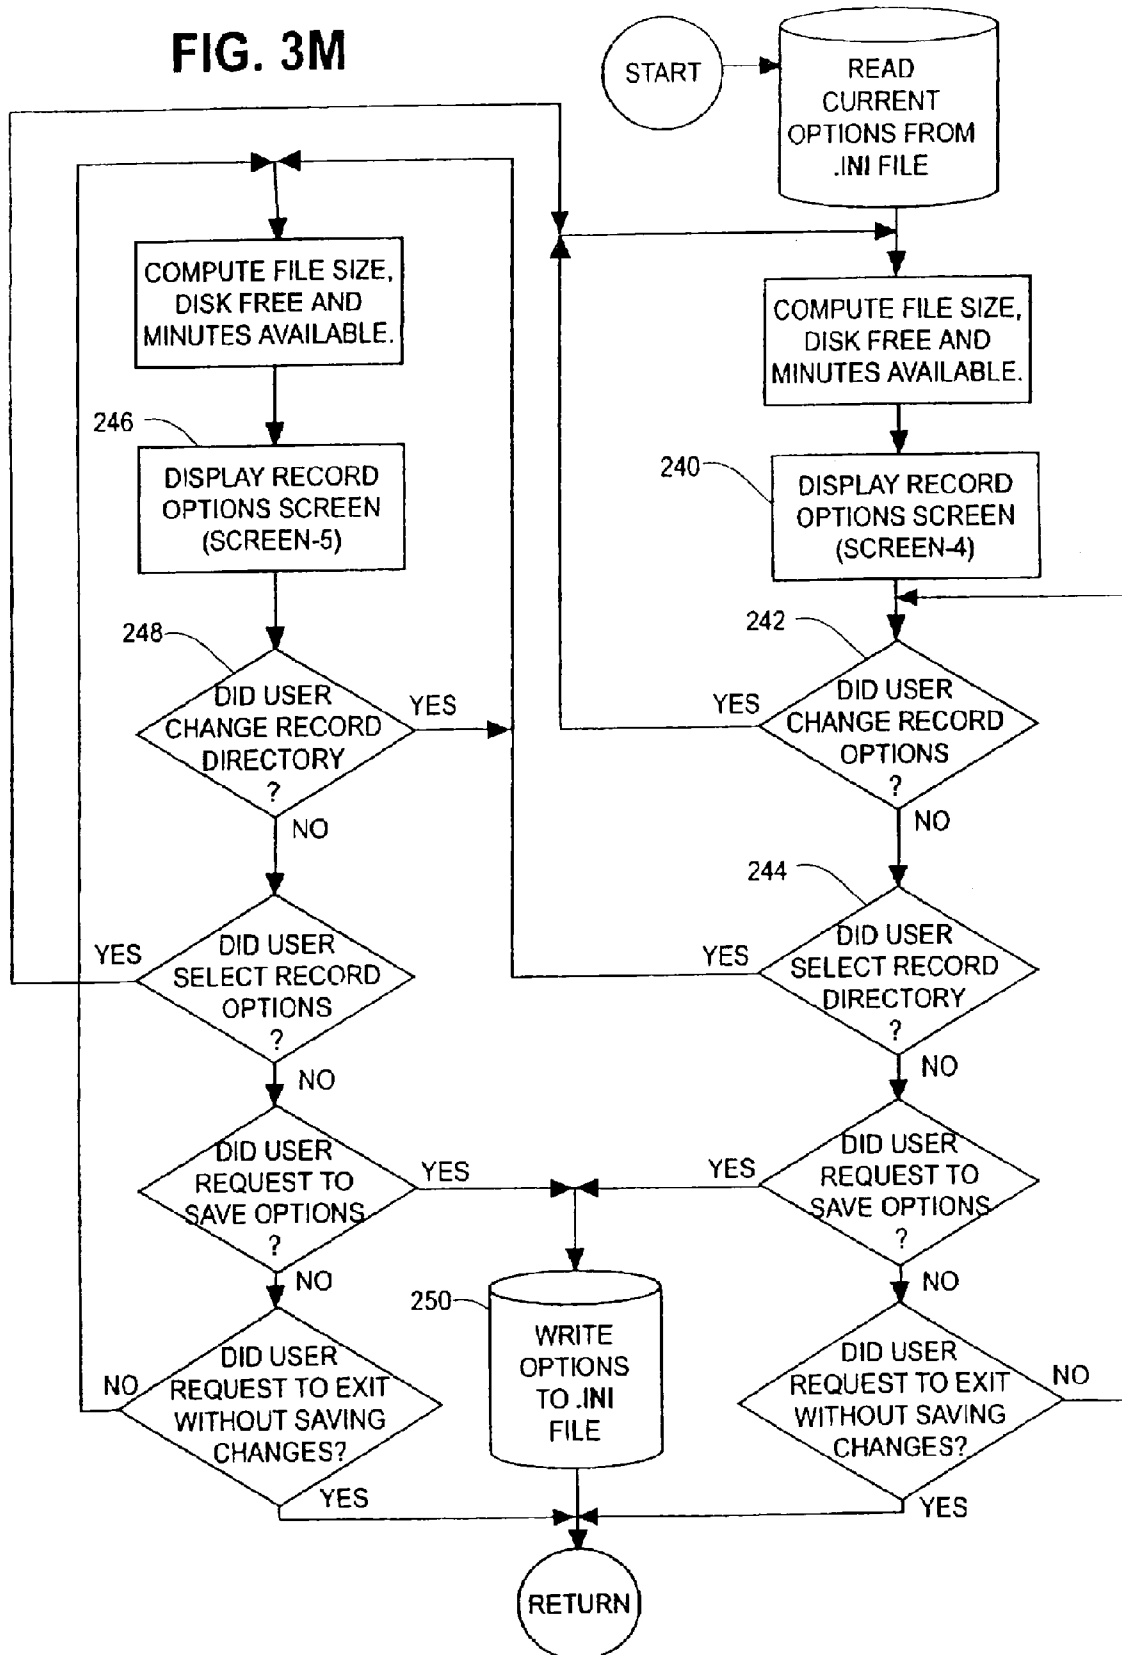 FIG. 3M
START
READ
CURRENT
OPTIONS FROM
.INI FILE
COMPUTE FILE SIZE,
DISK FREE AND
MINUTES AVAILABLE.
240
DISPLAY RECORD
OPTIONS SCREEN
(SCREEN-4)
242
DID USER
CHANGE RECORD
OPTIONS
?
YES
NO
244
DID USER
SELECT RECORD
DIRECTORY
?
YES
NO
DID USER
REQUEST TO
SAVE OPTIONS
?
YES
NO
DID USER
REQUEST TO EXIT
WITHOUT SAVING
CHANGES?
NO
YES
COMPUTE FILE SIZE,
DISK FREE AND
MINUTES AVAILABLE.
246
DISPLAY RECORD
OPTIONS SCREEN
(SCREEN-5)
248
DID USER
CHANGE RECORD
DIRECTORY
?
YES
NO
DID USER
SELECT RECORD
OPTIONS
?
YES
NO
DID USER
REQUEST TO
SAVE OPTIONS
?
YES
NO
DID USER
REQUEST TO EXIT
WITHOUT SAVING
CHANGES?
NO
YES
250
WRITE
OPTIONS
TO .INI
FILE
RETURN